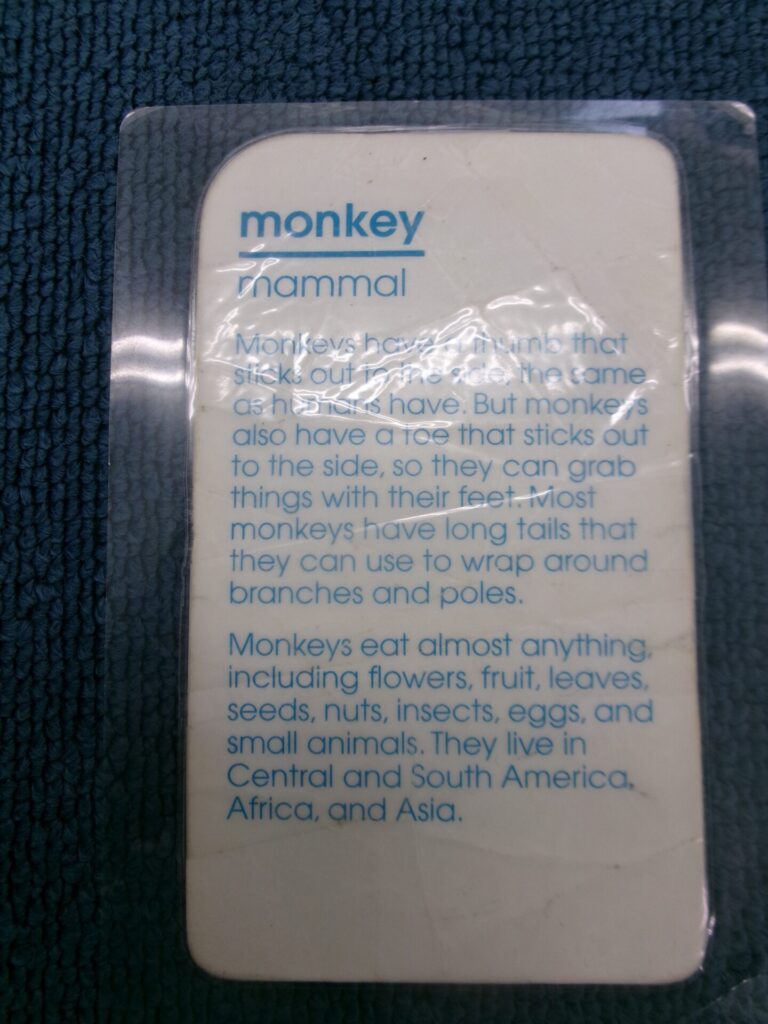 monkey
mammal
Monkeys have a thumb that
sticks out to the side, the same
as humans have. But monkeys
also have a toe that sticks out
to the side, so they can grab
things with their feet. Most
monkeys have long tails that
they can use to wrap around
branches and poles.
Monkeys eat almost anything,
including flowers, fruit, leaves,
seeds, nuts, insects, eggs, and
small animals. They live in
Central and South America,
Africa, and Asia.